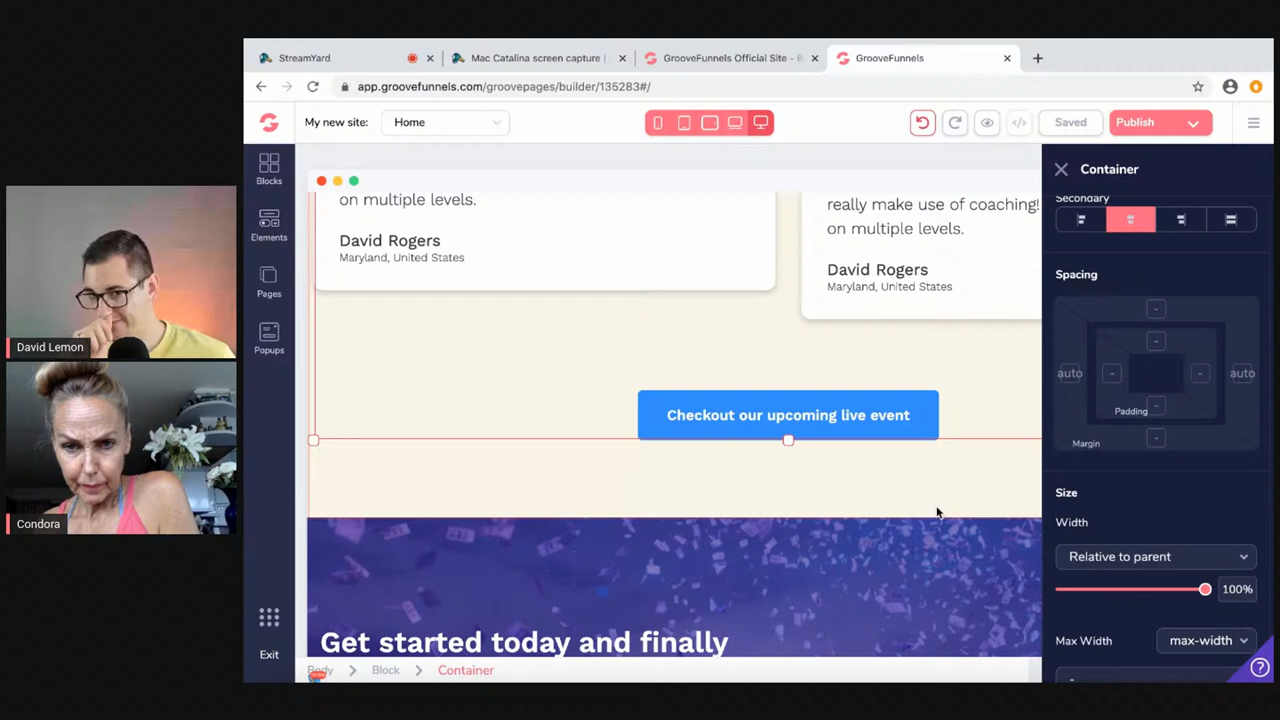 StreamYard
Mac Catalina screen capture |
GrooveFunnels Official Site - B
GrooveFunnels
app.groovefunnels.com/groovepages/builder/135283#/
My new site:
Home
Saved
Publish
Blocks
Elements
Pages
Popups
Exit
on multiple levels.
David Rogers
Maryland, United States
really make use of coaching!
on multiple levels.
David Rogers
Maryland, United States
Checkout our upcoming live event
Get started today and finally
Body
Block
Container
Container
Secondary
Spacing
auto
auto
Padding
Margin
Size
Width
Relative to parent
100%
Max Width
max-width
David Lemon
Condora